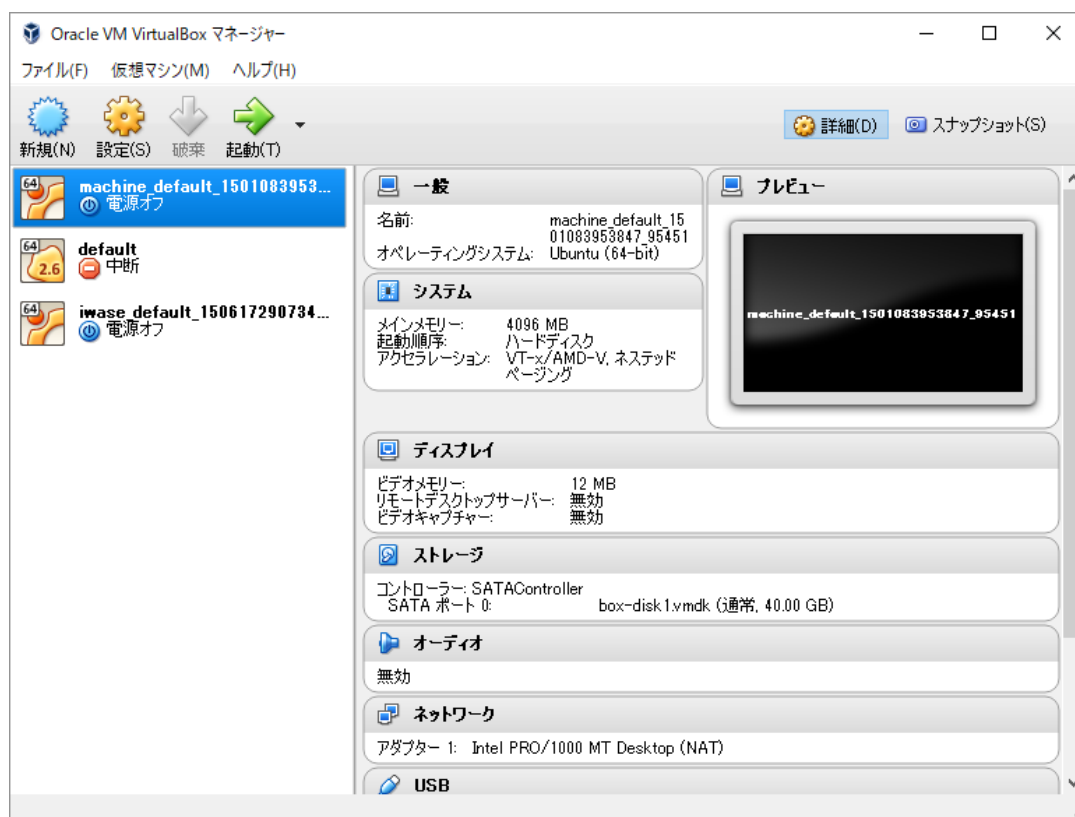 Oracle VM VirtualBox マネージャー
ファイル(F) 仮想マシン(M) ヘルプ(H)
新規(N) 設定(S) 破棄 起動(T) 詳細(D) スナップショット(S)
64
machine_default_1501083953...
電源オフ
64
2.6
default
中断
64
iwase_default_150617290734...
電源オフ
一般
名前: machine_default_15
01083953847_95451
オペレーティングシステム: Ubuntu (64-bit)
システム
メインメモリー: 4096 MB
起動順序: ハードディスク
アクセラレーション: VT-x/AMD-V, ネステッド
ページング
プレビュー
machine_default_1501083953847_95451
ディスプレイ
ビデオメモリー: 12 MB
リモートデスクトップサーバー: 無効
ビデオキャプチャー: 無効
ストレージ
コントローラー: SATAController
SATA ポート 0: box-disk1.vmdk (通常, 40.00 GB)
オーディオ
無効
ネットワーク
アダプター 1: Intel PRO/1000 MT Desktop (NAT)
USB